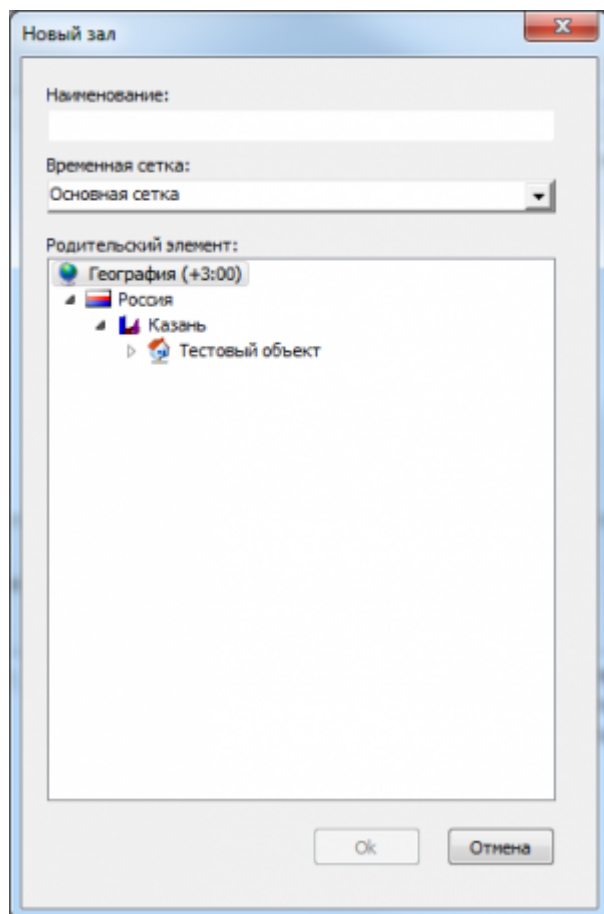 Новый зал
Наименование:
Временная сетка:
Основная сетка
Родительский элемент:
География (+3:00)
Россия
Казань
Тестовый объект
Ok
Отмена